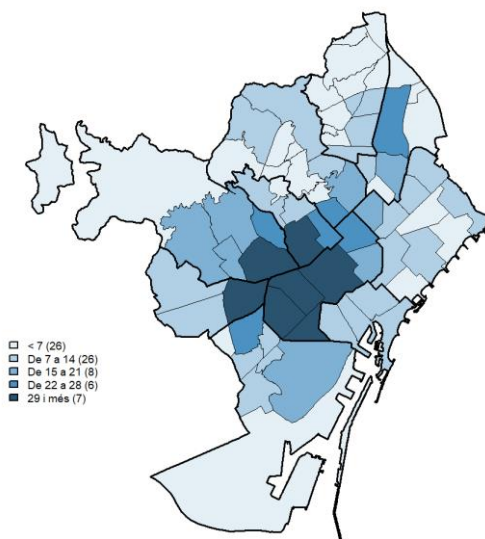 < 7 (26)
De 7 a 14 (26)
De 15 a 21 (8)
De 22 a 28 (6)
29 i més (7)